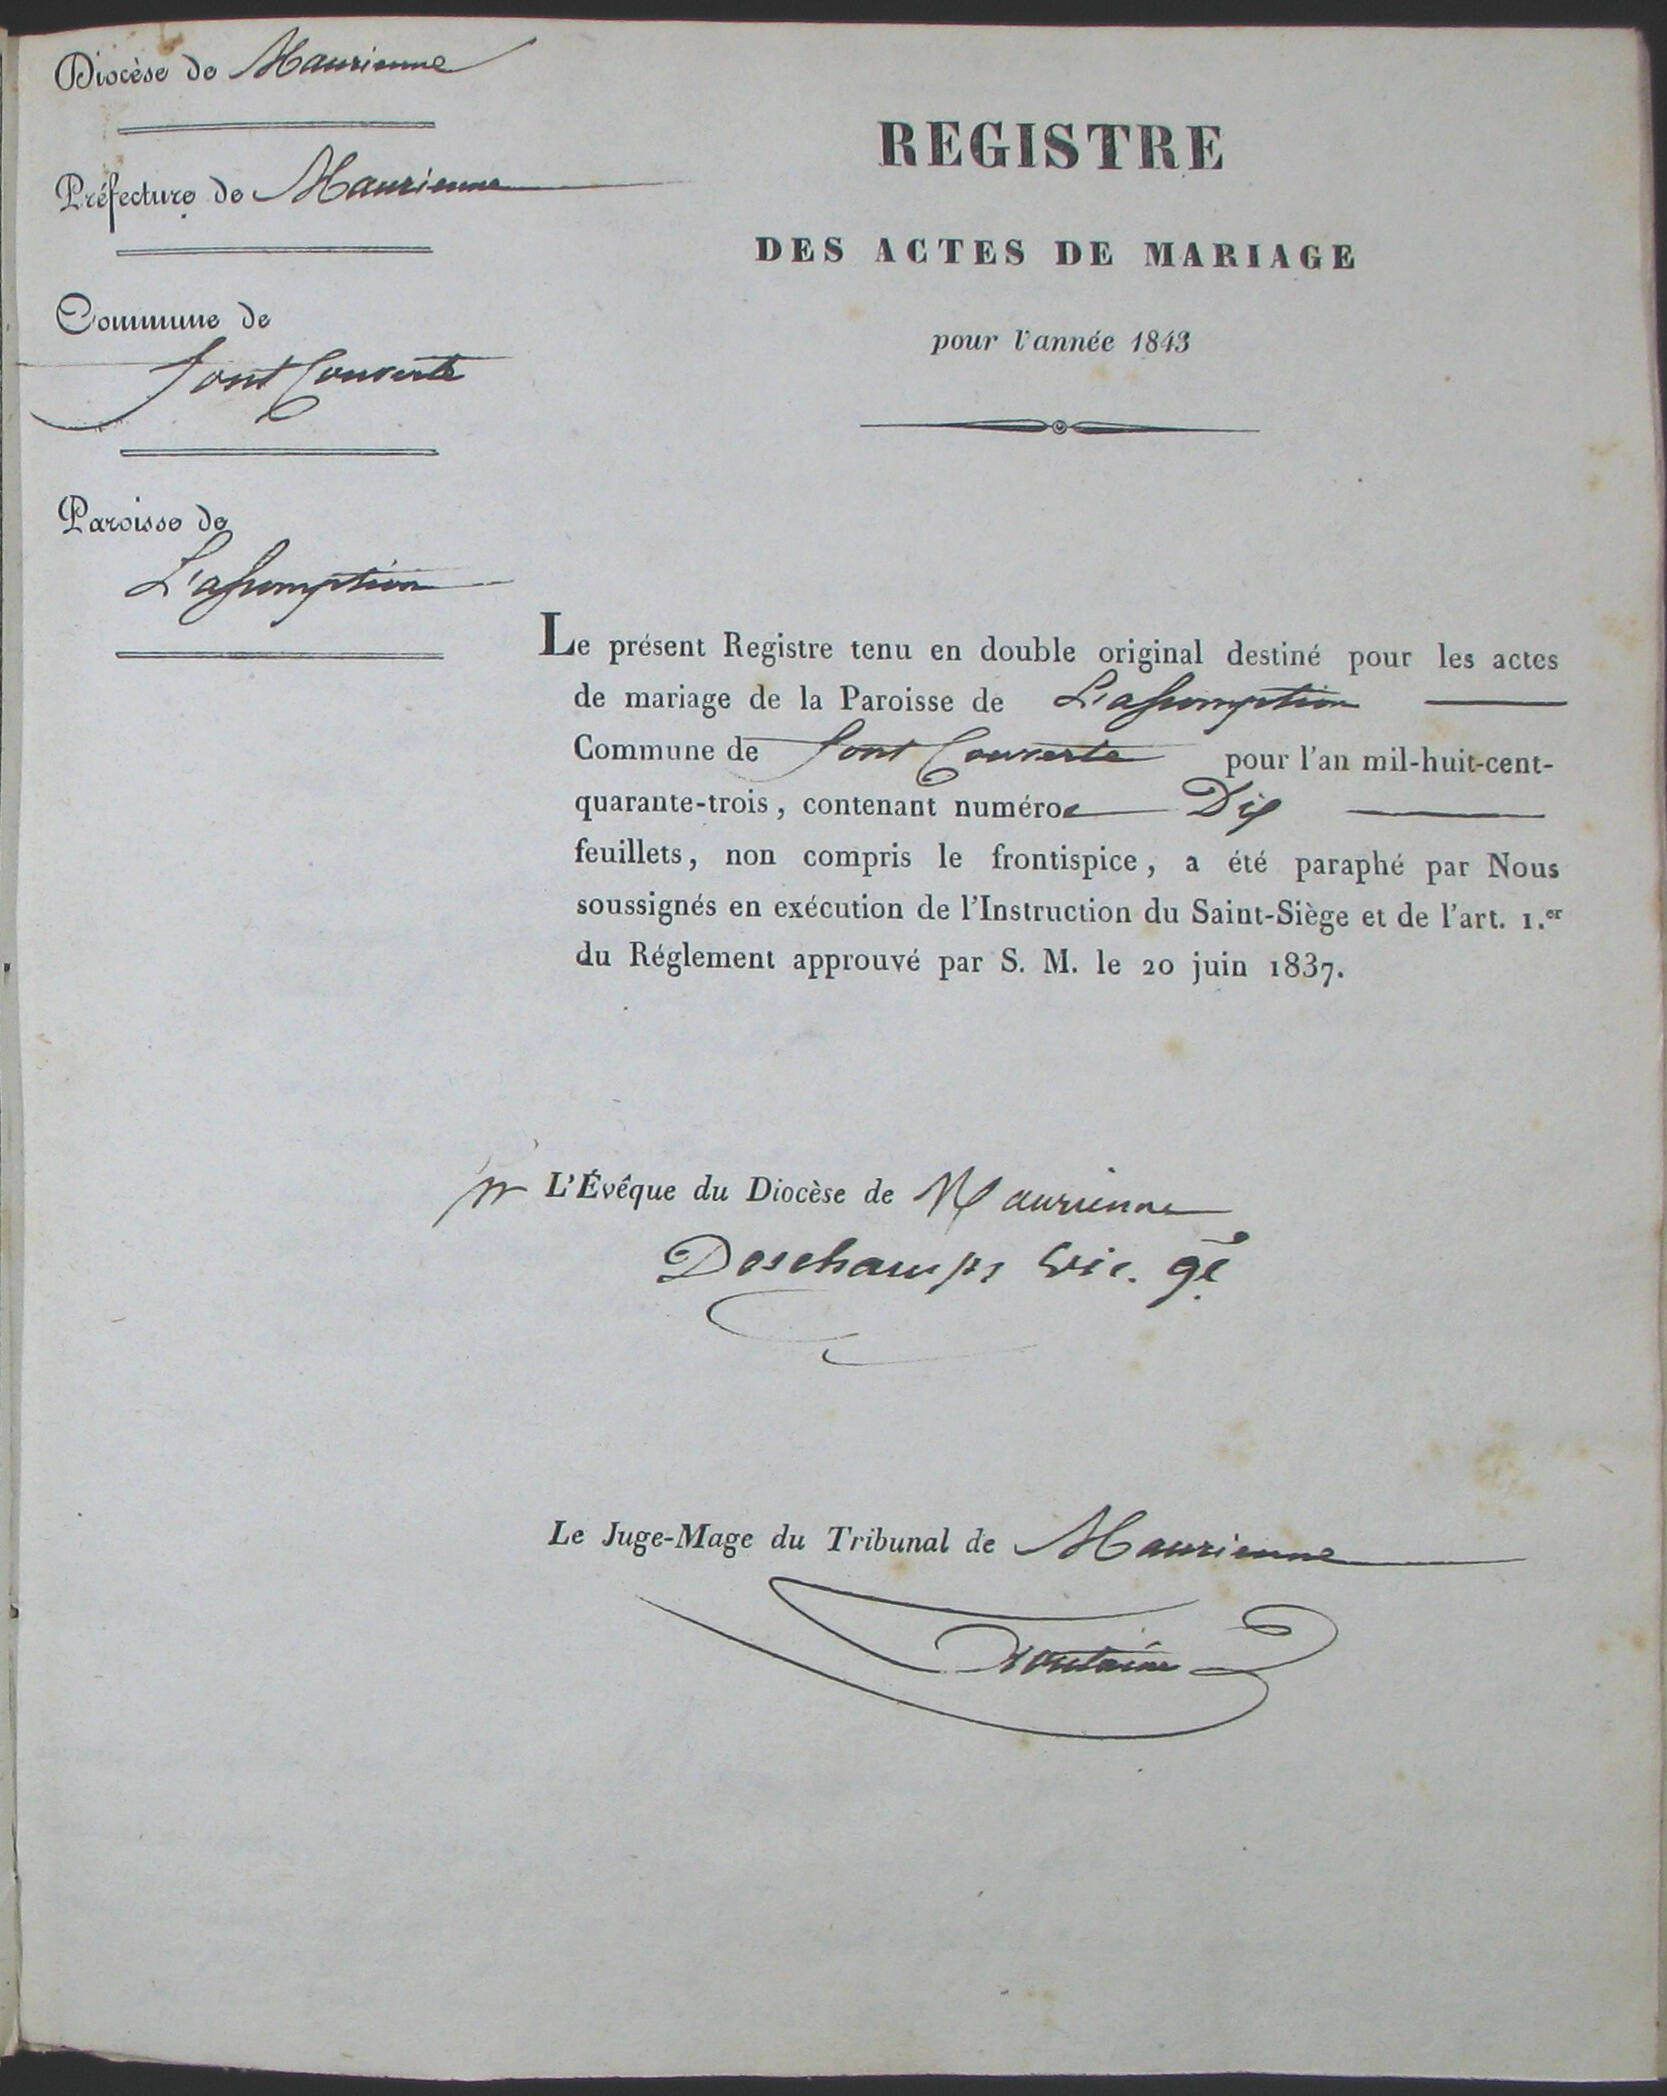 Diocèse de Maurienne
Préfecture de Maurienne
Commune de
font Couverte
Paroisse de
L'assomption
REGISTRE
DES ACTES DE MARIAGE
pour l'année 1843
Le présent Registre tenu en double original destiné pour les actes
de mariage de la Paroisse de L'assomption
Commune de font Couverte pour l'an mil-huit-cent-
quarante-trois, contenant numéros Dix
feuillets, non compris le frontispice, a été paraphé par Nous
soussignés en exécution de l'Instruction du Saint-Siège et de l'art. 1.er
du Réglement approuvé par S. M. le 20 juin 1837.
pr L'Évêque du Diocèse de Maurienne
Deschamps vic. gl
Le Juge-Mage du Tribunal de Maurienne